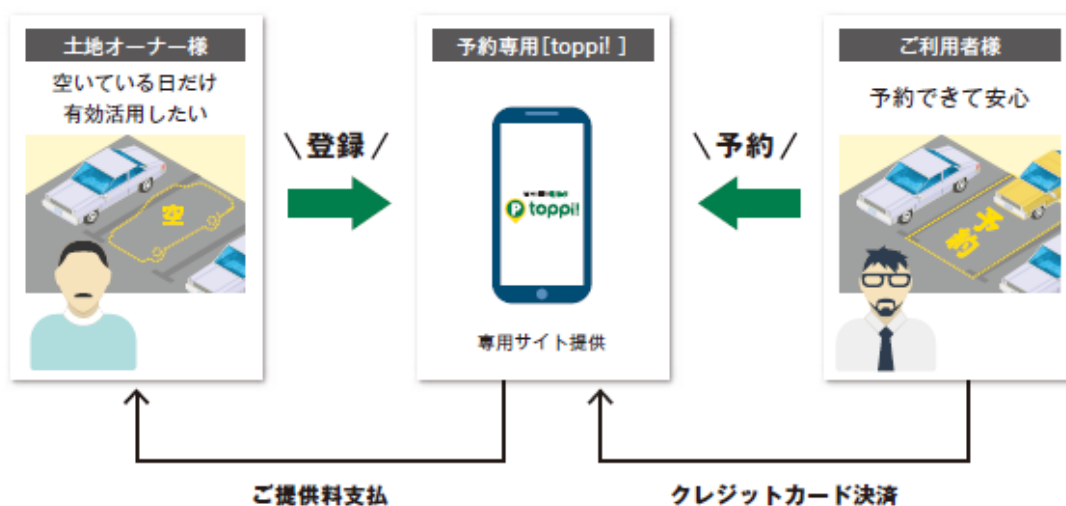 土地オーナー様
空いている日だけ
有効活用したい
空
\登録/
予約専用[toppi! ]
P toppi!
専用サイト提供
\予約/
ご利用者様
予約できて安心
予約
ご提供料支払
クレジットカード決済